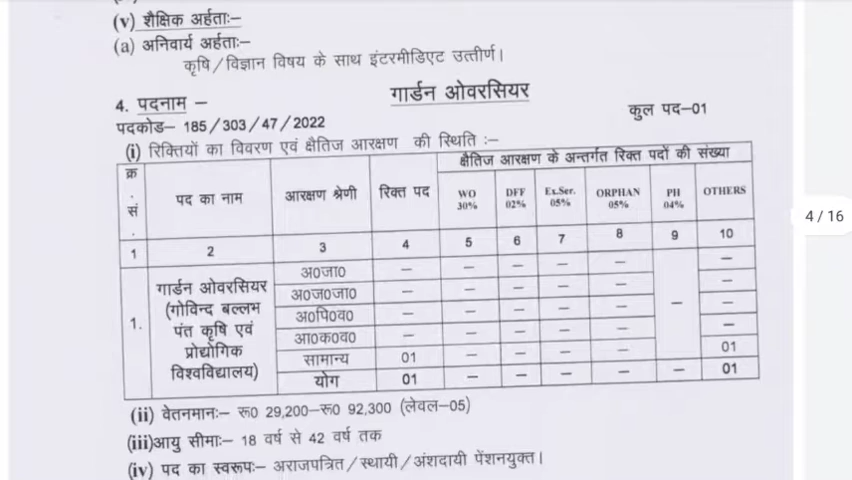 (v) शैक्षिक अर्हताः–
(a) अनिवार्य अर्हताः–
कृषि/विज्ञान विषय के साथ इंटरमीडिएट उत्तीर्ण।
4. पदनाम –
गार्डन ओवरसियर
कुल पद–01
पदकोड– 185/303/47/2022
(i) रिक्तियों का विवरण एवं क्षैतिज आरक्षण की स्थिति :–
क्र.सं. पद का नाम आरक्षण श्रेणी रिक्त पद क्षैतिज आरक्षण के अन्तर्गत रिक्त पदों की संख्या
WO 30% DFF 02% Ex.Ser. 05% ORPHAN 05% PH 04% OTHERS
1 2 3 4 5 6 7 8 9 10
1. गार्डन ओवरसियर (गोविन्द बल्लभ पंत कृषि एवं प्रोद्योगिक विश्वविद्यालय)
अ0जा0 – – – – – –
अ0ज0जा0 – – – – – –
अ0पि0व0 – – – – – – –
आ0क0व0 – – – – – –
सामान्य 01 – – – – 01
योग 01 – – – – – 01
(ii) वेतनमानः– रू0 29,200–रू0 92,300 (लेवल–05)
(iii)आयु सीमाः– 18 वर्ष से 42 वर्ष तक
(iv) पद का स्वरूपः– अराजपत्रित/स्थायी/अंशदायी पेंशनयुक्त।
4 / 16